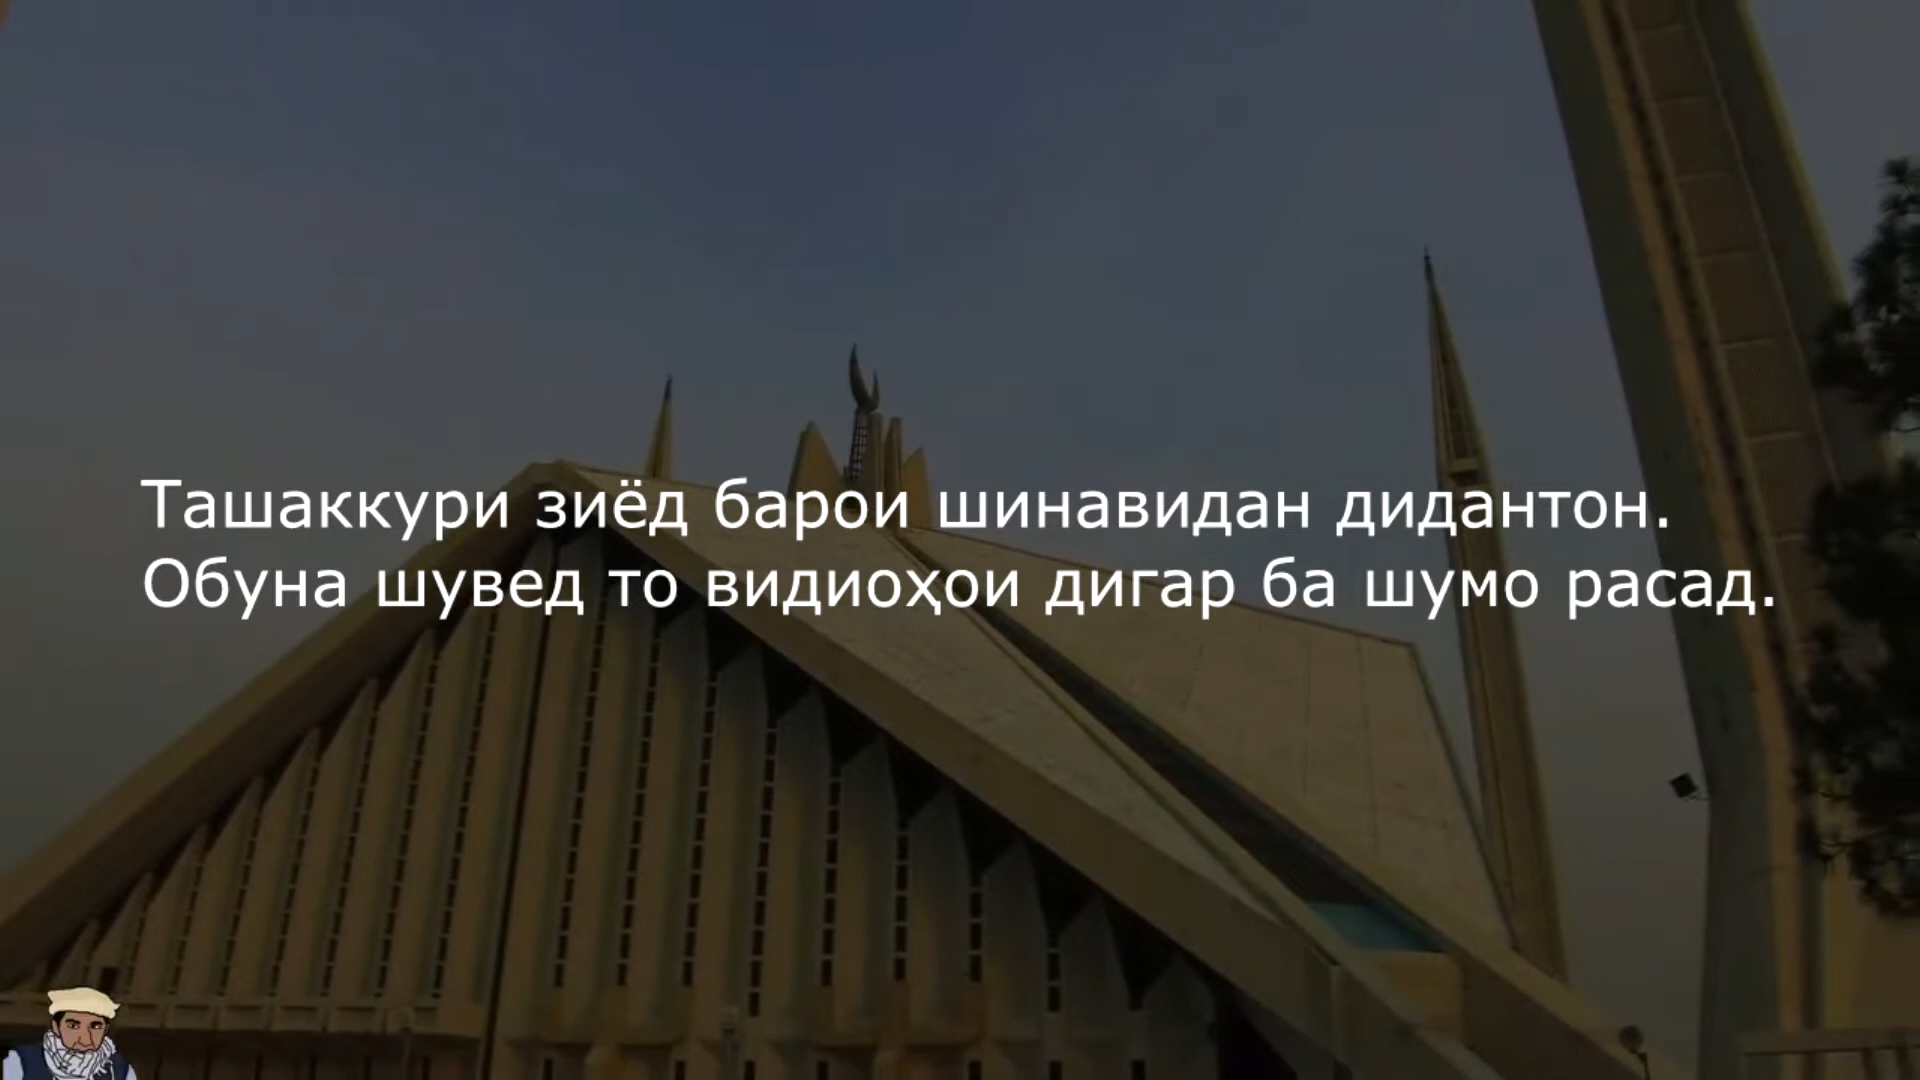 Ташаккури зиёд барои шинавидан дидантон.
Обуна шувед то видиоҳои дигар ба шумо расад.